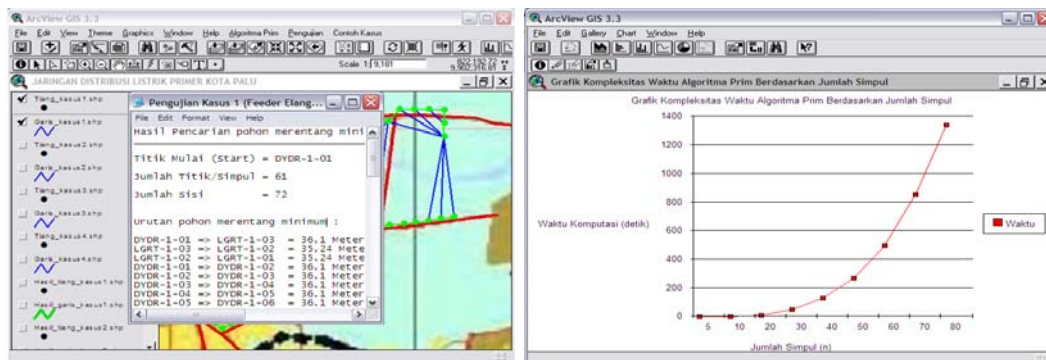 ArcView GIS 3.3
File Edit View Theme Graphics Window Help Algoritma Prim Pengujian Contoh Kasus
Scale 1: 9,181
JARINGAN DISTRIBUSI LISTRIK PRIMER KOTA PALU
Tiang_kasus1.shp
Garis_kasus1.shp
Tiang_kasus2.shp
Garis_kasus2.shp
Tiang_kasus3.shp
Garis_kasus3.shp
Tiang_kasus4.shp
Garis_kasus4.shp
Hasil_tiang_kasus1.shp
Hasil_garis_kasus1.shp
Hasil_tiang_kasus2.shp
Pengujian Kasus 1 (Feeder Elang...
File Edit Format View Help
Hasil Pencarian pohon merentang mini
Titik Mulai (Start) = DYDR-1-01
Jumlah Titik/Simpul = 61
Jumlah Sisi = 72
Urutan pohon merentang minimum :
DYDR-1-01 => LGRT-1-03 = 36.1 Meter
LGRT-1-03 => LGRT-1-02 = 35.24 Mete
LGRT-1-02 => LGRT-1-01 = 35.24 Mete
DYDR-1-01 => DYDR-1-02 = 36.1 Meter
DYDR-1-02 => DYDR-1-03 = 36.1 Meter
DYDR-1-03 => DYDR-1-04 = 36.1 Meter
DYDR-1-04 => DYDR-1-05 = 36.1 Meter
DYDR-1-05 => DYDR-1-06 = 36.1 Meter
ArcView GIS 3.3
File Edit Gallery Chart Window Help
Grafik Kompleksitas Waktu Algoritma Prim Berdasarkan Jumlah Simpul
Grafik Kompleksitas Waktu Algoritma Prim Berdasarkan Jumlah Simpul
1400
1200
1000
800
600
400
200
0
Waktu Komputasi (detik)
Waktu
5 10 20 30 40 50 60 70 80
Jumlah Simpul (n)